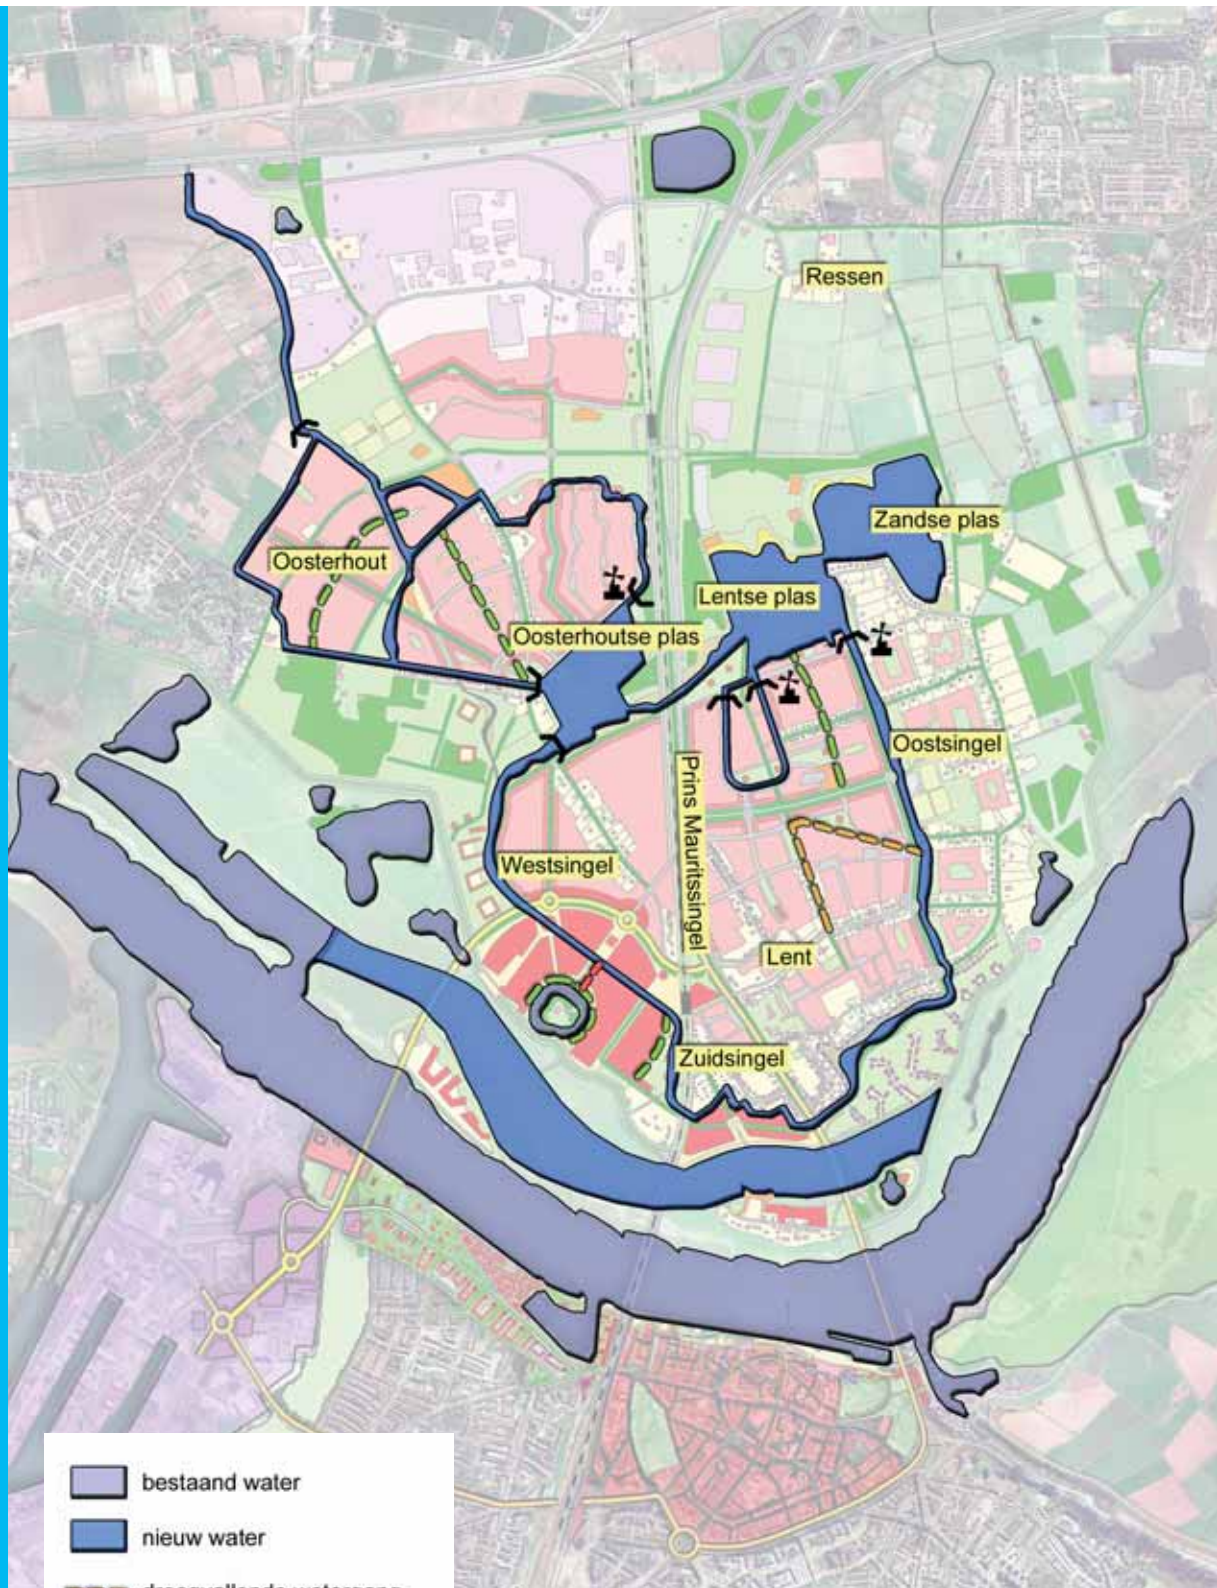 Ressen
Zandse plas
Oosterhout
Lentse plas
Oosterhoutse plas
Oostsingel
Prins Mauritssingel
Westsingel
Lent
Zuidsingel
bestaand water
nieuw water